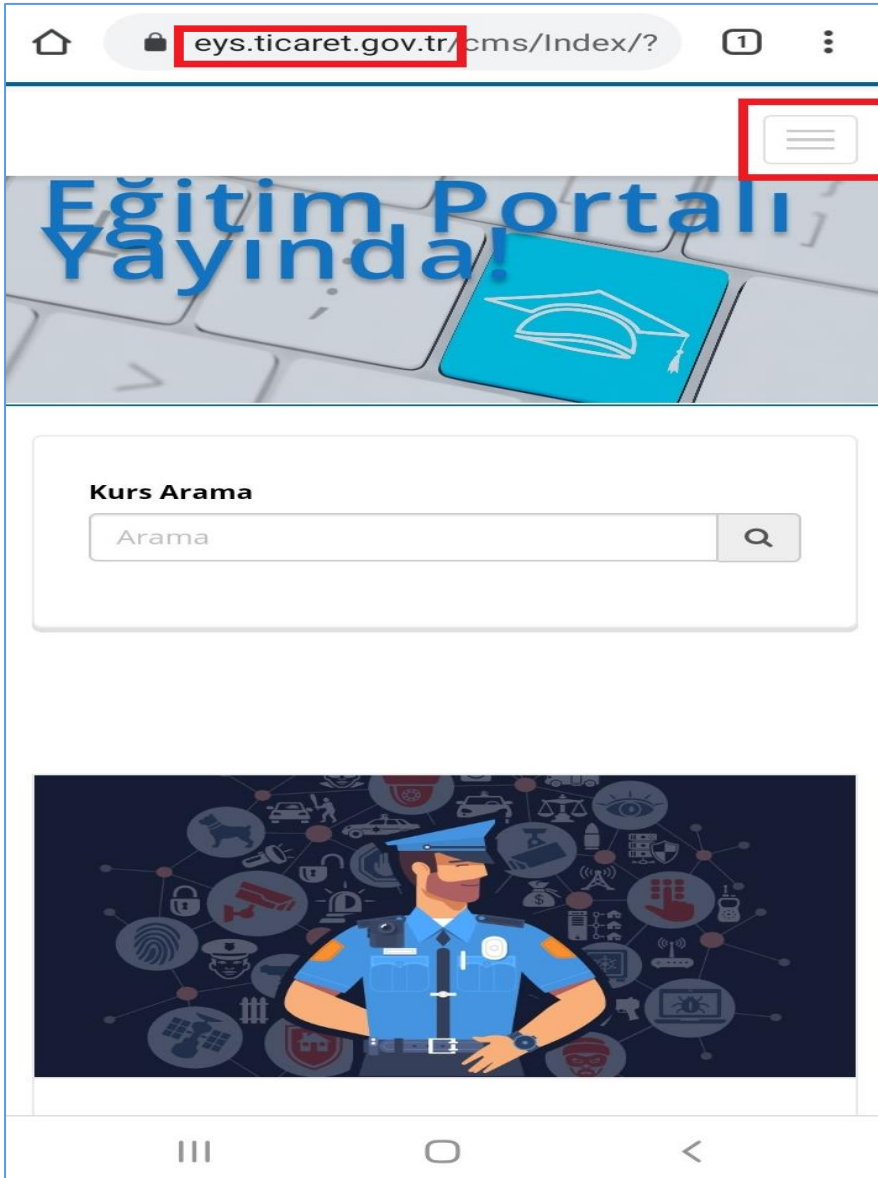 eys.ticaret.gov.tr/cms/Index/?
1
Eğitim Portalı
Yayında!
Kurs Arama
Arama